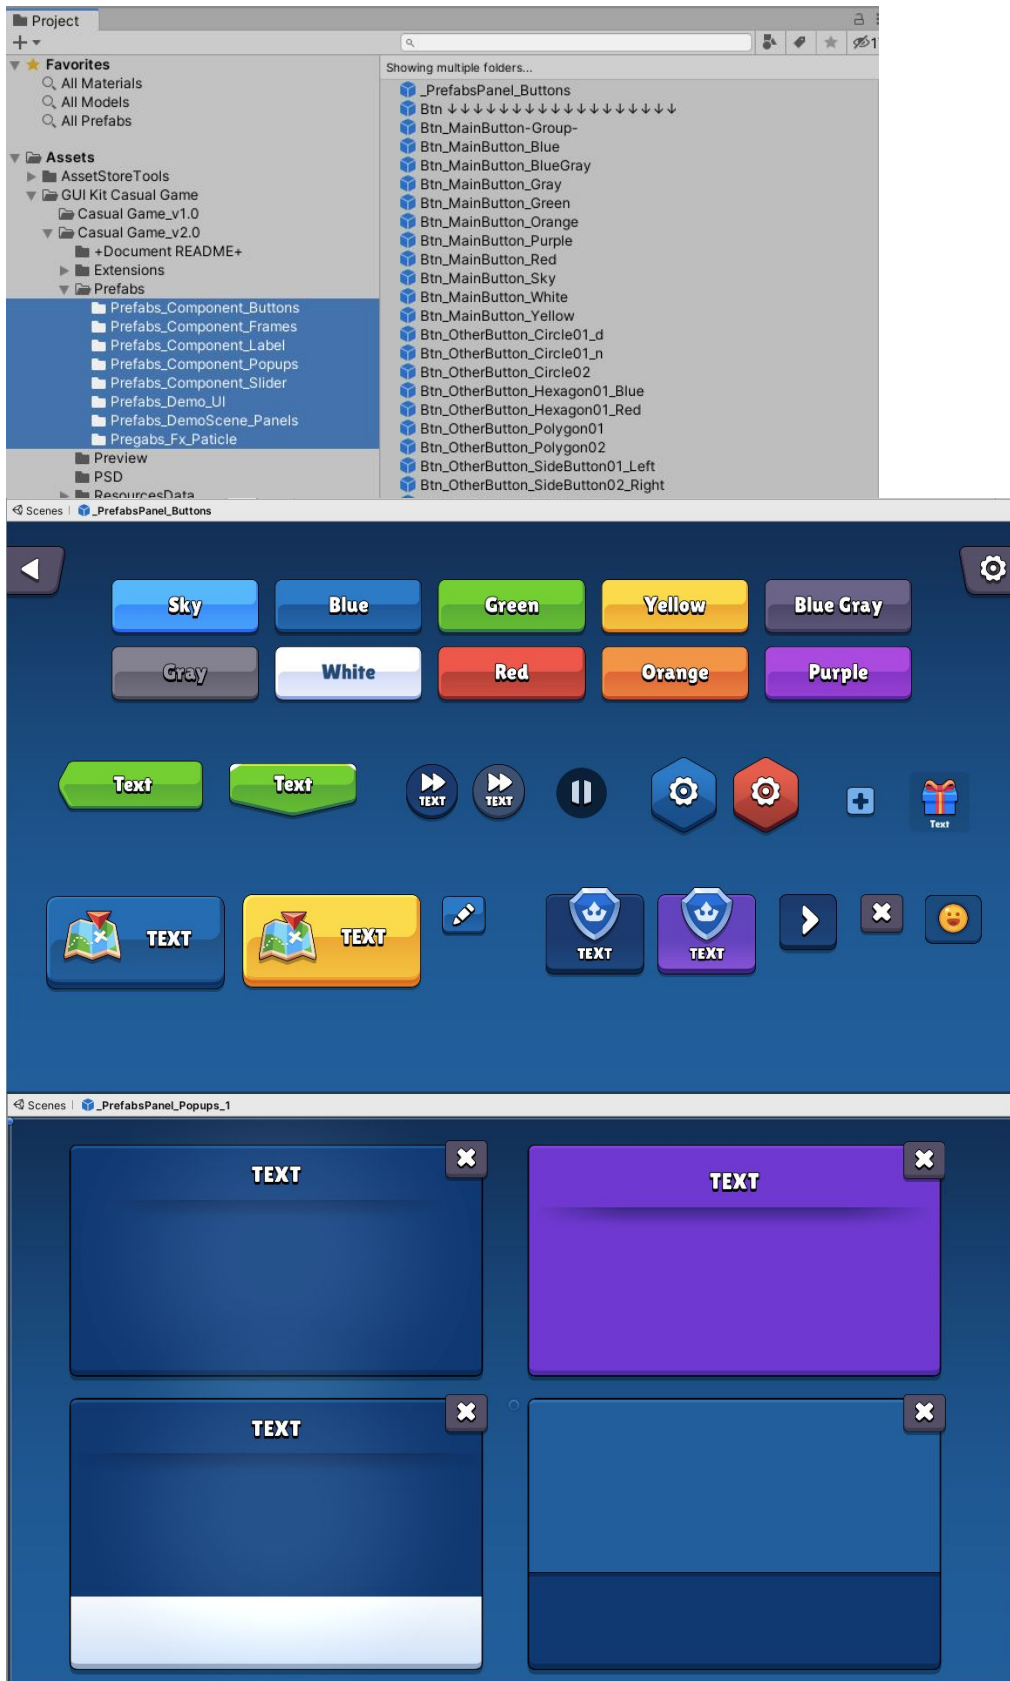 Project
1
Favorites
All Materials
All Models
All Prefabs
Assets
AssetStoreTools
GUI Kit Casual Game
Casual Game_v1.0
Casual Game_v2.0
+Document README+
Extensions
Prefabs
Prefabs_Component_Buttons
Prefabs_Component_Frames
Prefabs_Component_Label
Prefabs_Component_Popups
Prefabs_Component_Slider
Prefabs_Demo_UI
Prefabs_DemoScene_Panels
Pregabs_Fx_Paticle
Preview
PSD
ResourcesData
Showing multiple folders...
_PrefabsPanel_Buttons
Btn ↓↓↓↓↓↓↓↓↓↓↓↓↓↓↓↓↓↓
Btn_MainButton-Group-
Btn_MainButton_Blue
Btn_MainButton_BlueGray
Btn_MainButton_Gray
Btn_MainButton_Green
Btn_MainButton_Orange
Btn_MainButton_Purple
Btn_MainButton_Red
Btn_MainButton_Sky
Btn_MainButton_White
Btn_MainButton_Yellow
Btn_OtherButton_Circle01_d
Btn_OtherButton_Circle01_n
Btn_OtherButton_Circle02
Btn_OtherButton_Hexagon01_Blue
Btn_OtherButton_Hexagon01_Red
Btn_OtherButton_Polygon01
Btn_OtherButton_Polygon02
Btn_OtherButton_SideButton01_Left
Btn_OtherButton_SideButton02_Right
Scenes | _PrefabsPanel_Buttons
Sky Blue Green Yellow Blue Gray
Gray White Red Orange Purple
Text Text TEXT TEXT Text
TEXT TEXT TEXT TEXT
Scenes | _PrefabsPanel_Popups_1
TEXT TEXT
TEXT